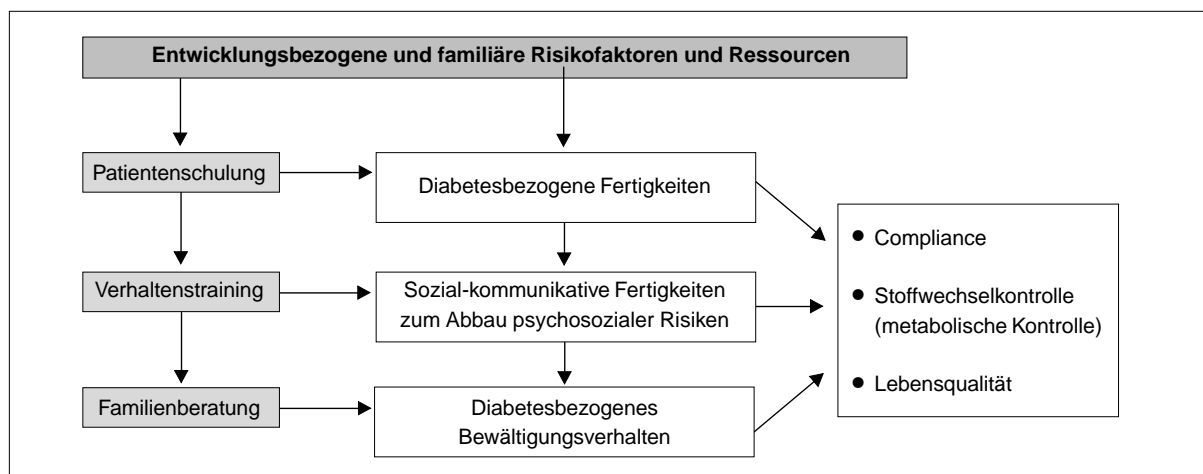 Entwicklungsbezogene und familiäre Risikofaktoren und Ressourcen
Patientenschulung
Diabetesbezogene Fertigkeiten
Verhaltenstraining
Sozial-kommunikative Fertigkeiten
zum Abbau psychosozialer Risiken
Familienberatung
Diabetesbezogenes
Bewältigungsverhalten
● Compliance
● Stoffwechselkontrolle
(metabolische Kontrolle)
● Lebensqualität